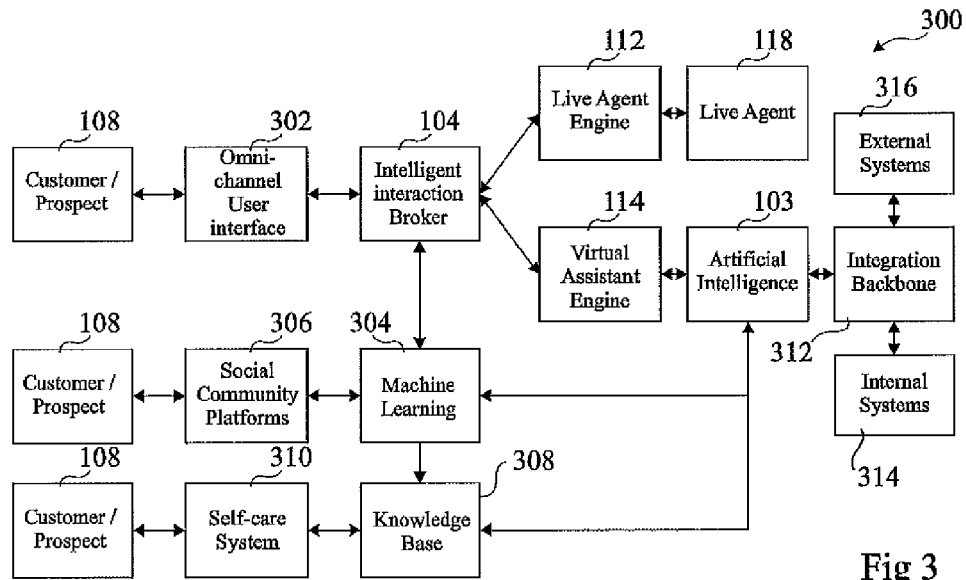 300
112
118
316
108
302
104
Live Agent
Engine
Live Agent
External
Systems
Customer /
Prospect
Omni-
channel
User
interface
Intelligent
interaction
Broker
114
103
Virtual
Assistant
Engine
Artificial
Intelligence
Integration
Backbone
108
306
304
312
Customer /
Prospect
Social
Community
Platforms
Machine
Learning
Internal
Systems
108
310
308
314
Customer /
Prospect
Self-care
System
Knowledge
Base
Fig 3